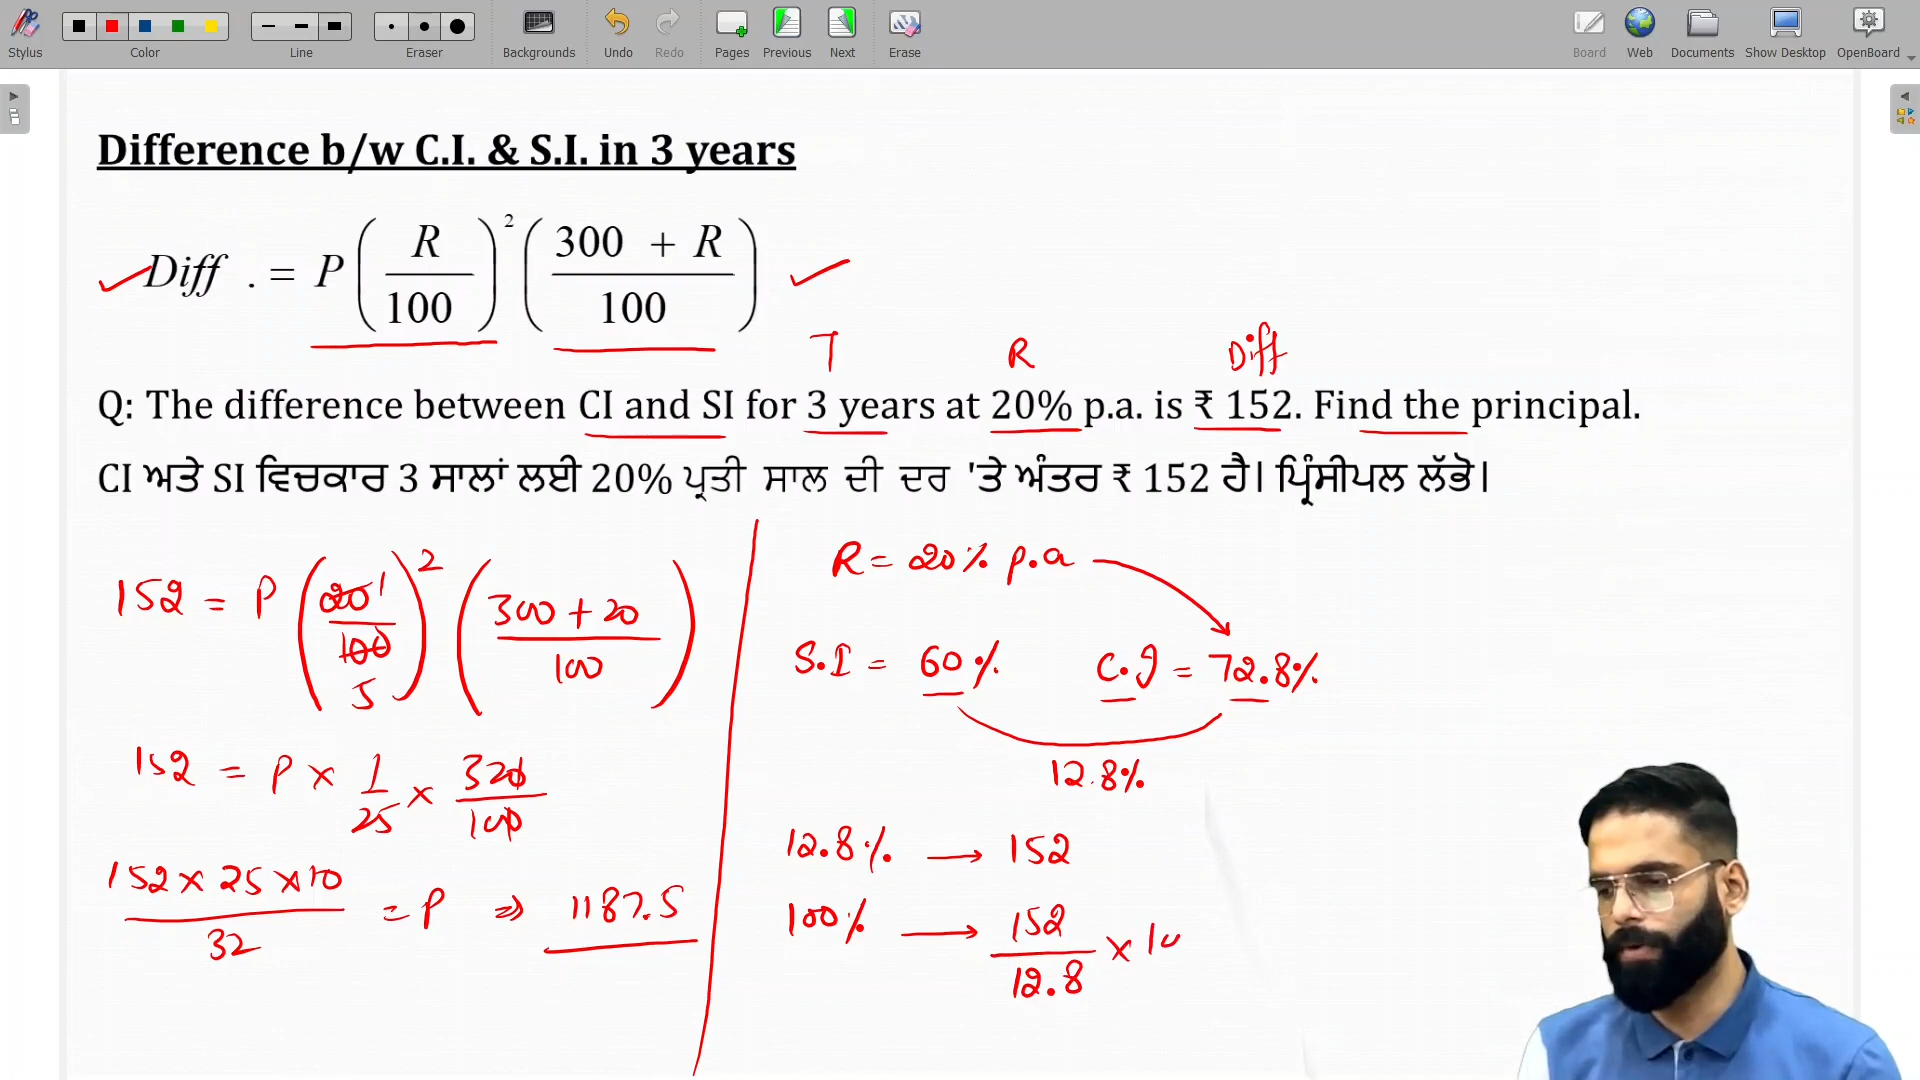 Stylus
Color
Line
Eraser
Backgrounds
Undo
Redo
Pages
Previous
Next
Erase
Board
Web
Documents
Show Desktop
OpenBoard
Difference b/w C.I. & S.I. in 3 years
Diff . = P(R/100)²((300 + R)/100)
T R Diff
Q: The difference between CI and SI for 3 years at 20% p.a. is ₹ 152. Find the principal.
CI ਅਤੇ SI ਵਿਚਕਾਰ 3 ਸਾਲਾਂ ਲਈ 20% ਪ੍ਰਤੀ ਸਾਲ ਦੀ ਦਰ 'ਤੇ ਅੰਤਰ ₹ 152 ਹੈ। ਪ੍ਰਿੰਸੀਪਲ ਲੱਭੋ।
152 = P (20 1/100 5)² ((300 + 20)/100)
152 = P × 1/25 × 320/100
(152 × 25 × 10)/32 = P ⇒ 1187.5
R = 20% p.a
S.I = 60% C.I = 72.8%
12.8%
12.8% → 152
100% → 152/12.8 × 10